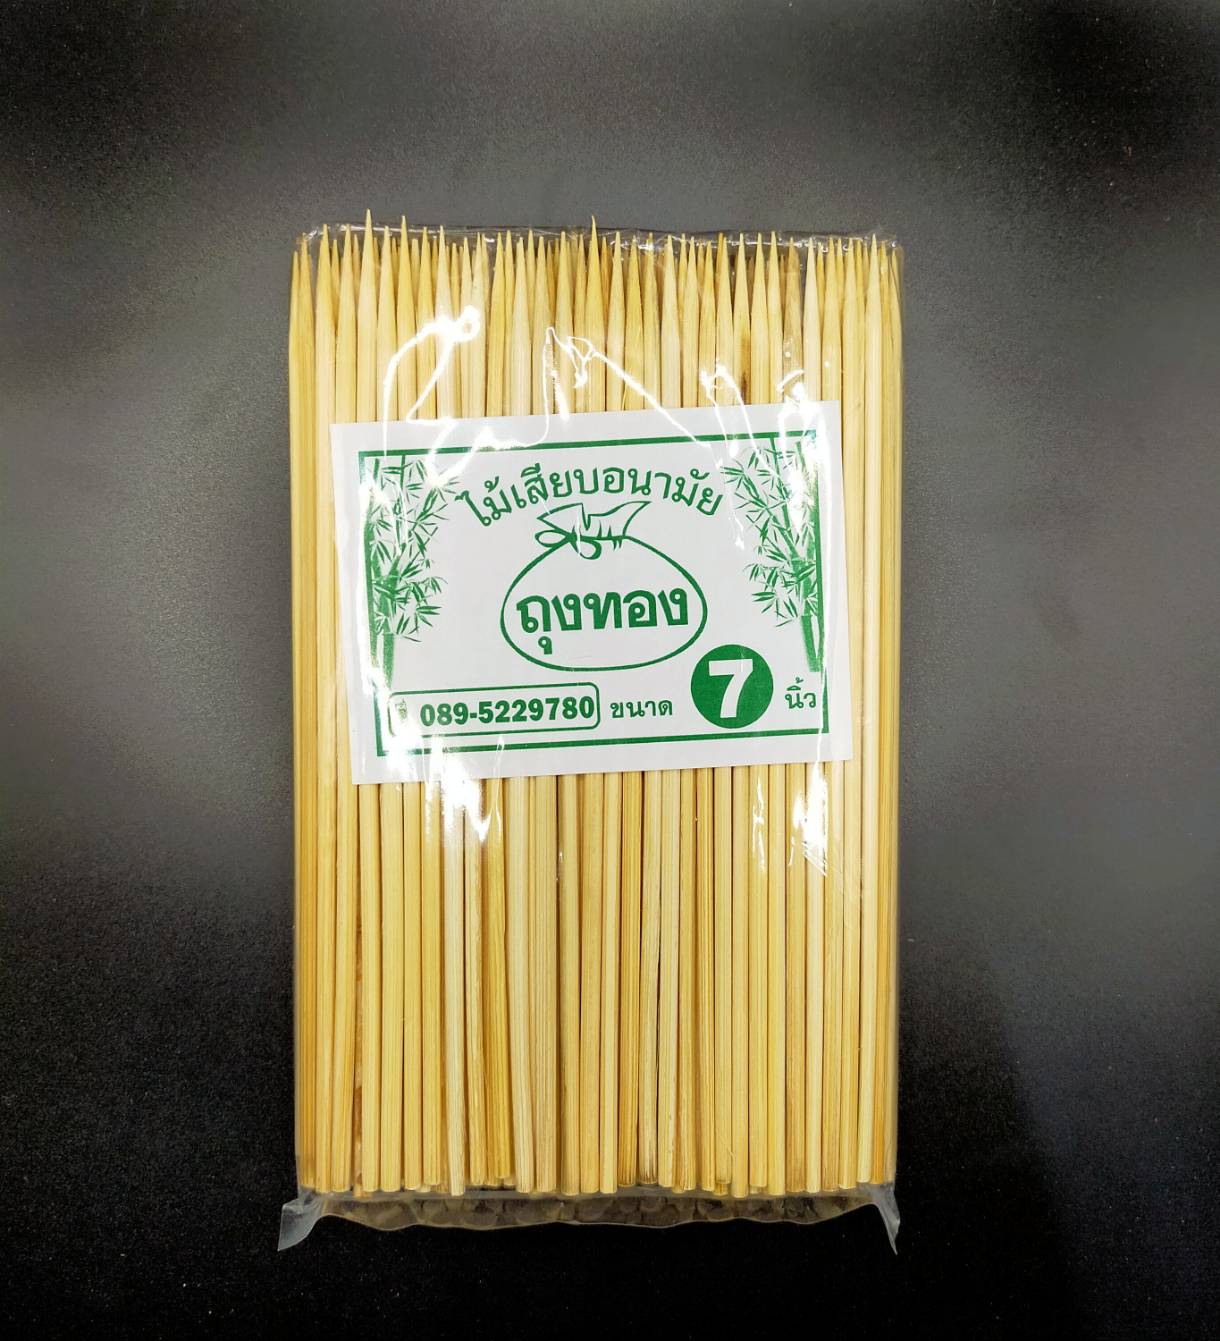 ไม้เสียบอนามัย
ถุงทอง
089-5229780 ขนาด 7 นิ้ว